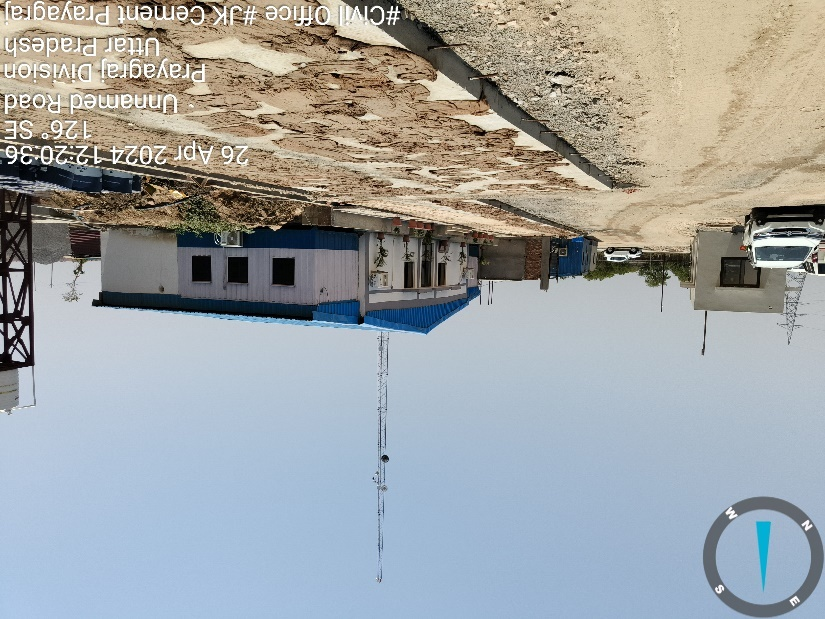 26 Apr 2024 12:20:36
126° SE
Unnamed Road
Prayagraj Division
Uttar Pradesh
#Civil Office #JK Cement Prayagraj
N
E
S
W